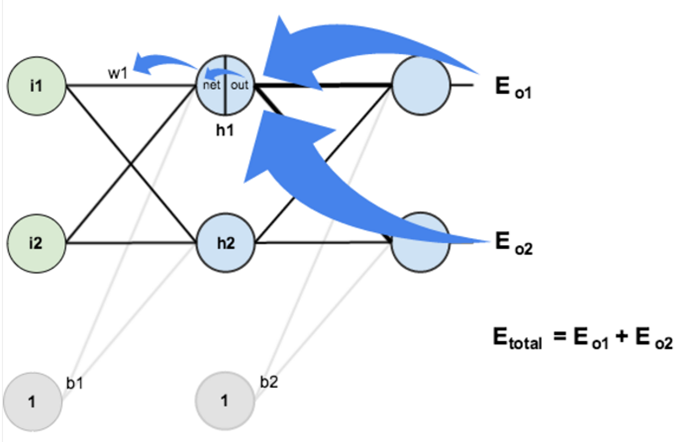 w1
i1
net
out
E o1
h1
i2
h2
E o2
E total = E o1 + E o2
b1
b2
1
1